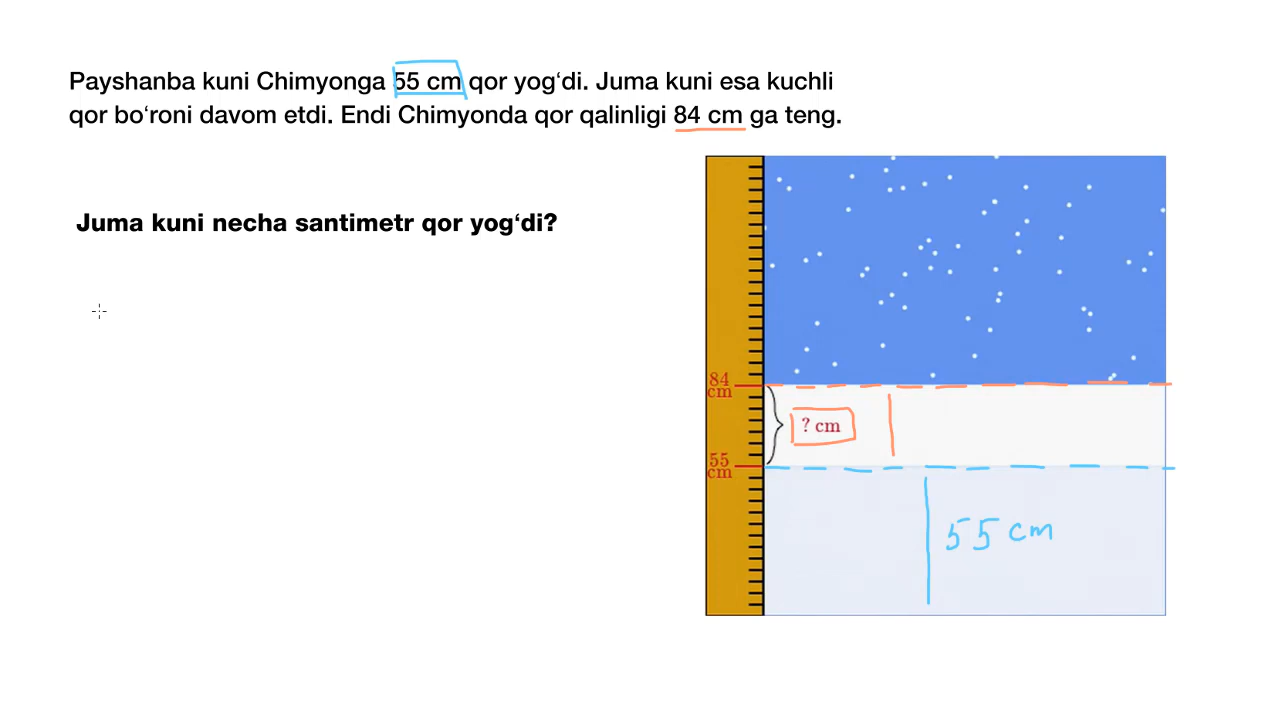 Payshanba kuni Chimyonga 55 cm qor yog‘di. Juma kuni esa kuchli
qor bo‘roni davom etdi. Endi Chimyonda qor qalinligi 84 cm ga teng.
Juma kuni necha santimetr qor yog‘di?
84
cm
? cm
55
cm
55 cm